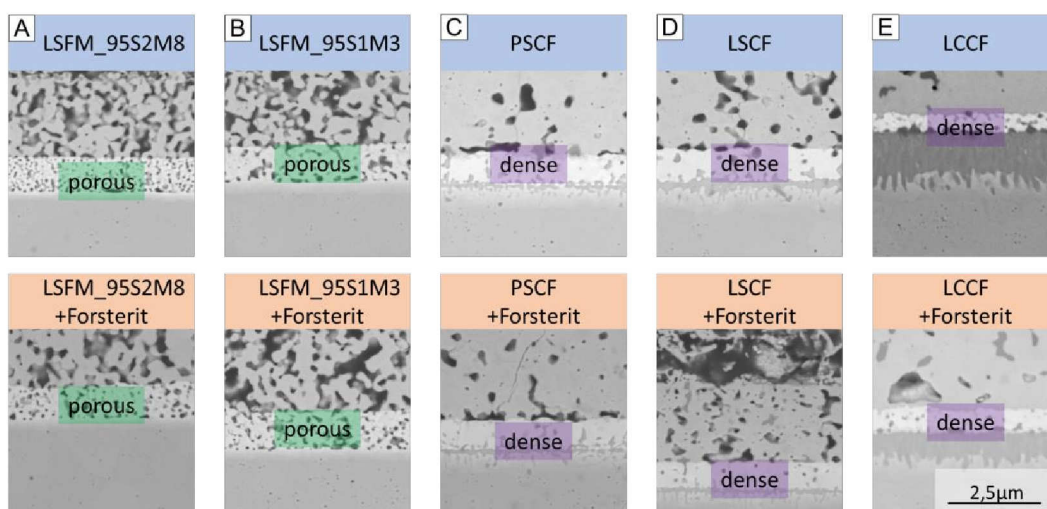 A
LSFM_95S2M8
B
LSFM_95S1M3
C
PSCF
D
LSCF
E
LCCF
porous
porous
dense
dense
dense
LSFM_95S2M8
+Forsterit
LSFM_95S1M3
+Forsterit
PSCF
+Forsterit
LSCF
+Forsterit
LCCF
+Forsterit
porous
porous
dense
dense
dense
2,5µm